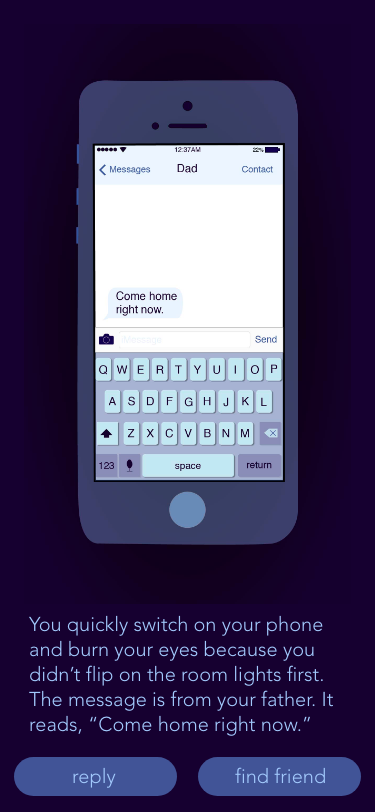 12:37AM
22%
Messages
Dad
Contact
Come home
right now.
Message
Send
Q W E R T Y U I O P
A S D F G H J K L
Z X C V B N M
123
space
return
You quickly switch on your phone
and burn your eyes because you
didn’t flip on the room lights first.
The message is from your father. It
reads, “Come home right now.”
reply
find friend